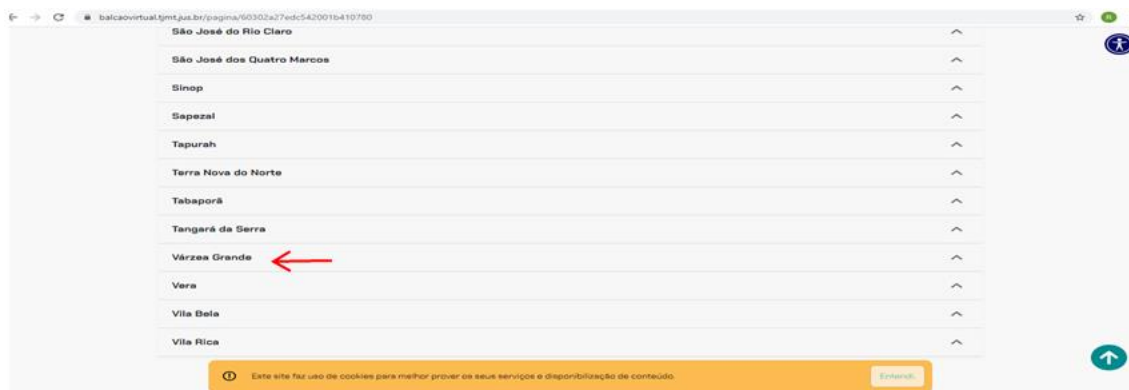 balcaovirtual.tjmt.jus.br/pagina/60302a27edc542001b410780
São José do Rio Claro
São José dos Quatro Marcos
Sinop
Sapezal
Tapurah
Terra Nova do Norte
Tabaporã
Tangará da Serra
Várzea Grande
Vera
Vila Bela
Vila Rica
Este site faz uso de cookies para melhor prover os seus serviços e disponibilização de conteúdo.
Entendi.